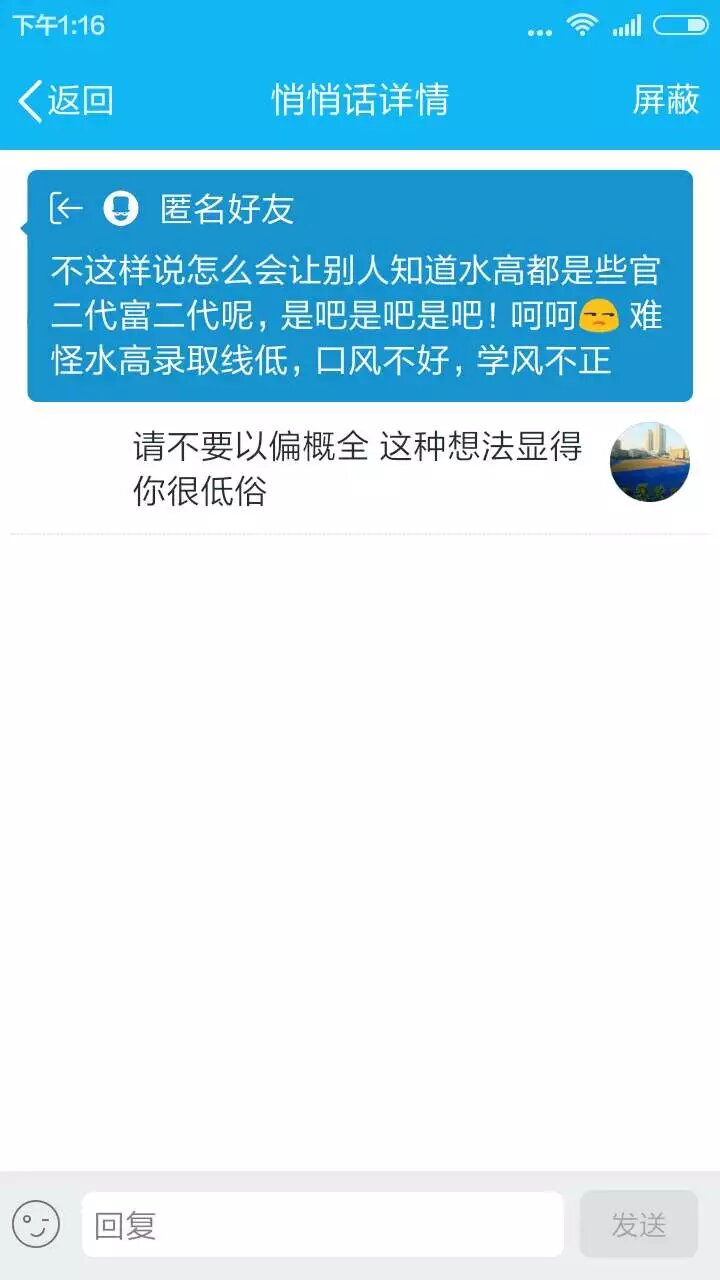 下午1:16
返回
悄悄话详情
屏蔽
匿名好友
不这样说怎么会让别人知道水高都是些官
二代富二代呢，是吧是吧是吧！呵呵😒 难
怪水高录取线低，口风不好，学风不正
请不要以偏概全 这种想法显得
你很低俗
回复
发送